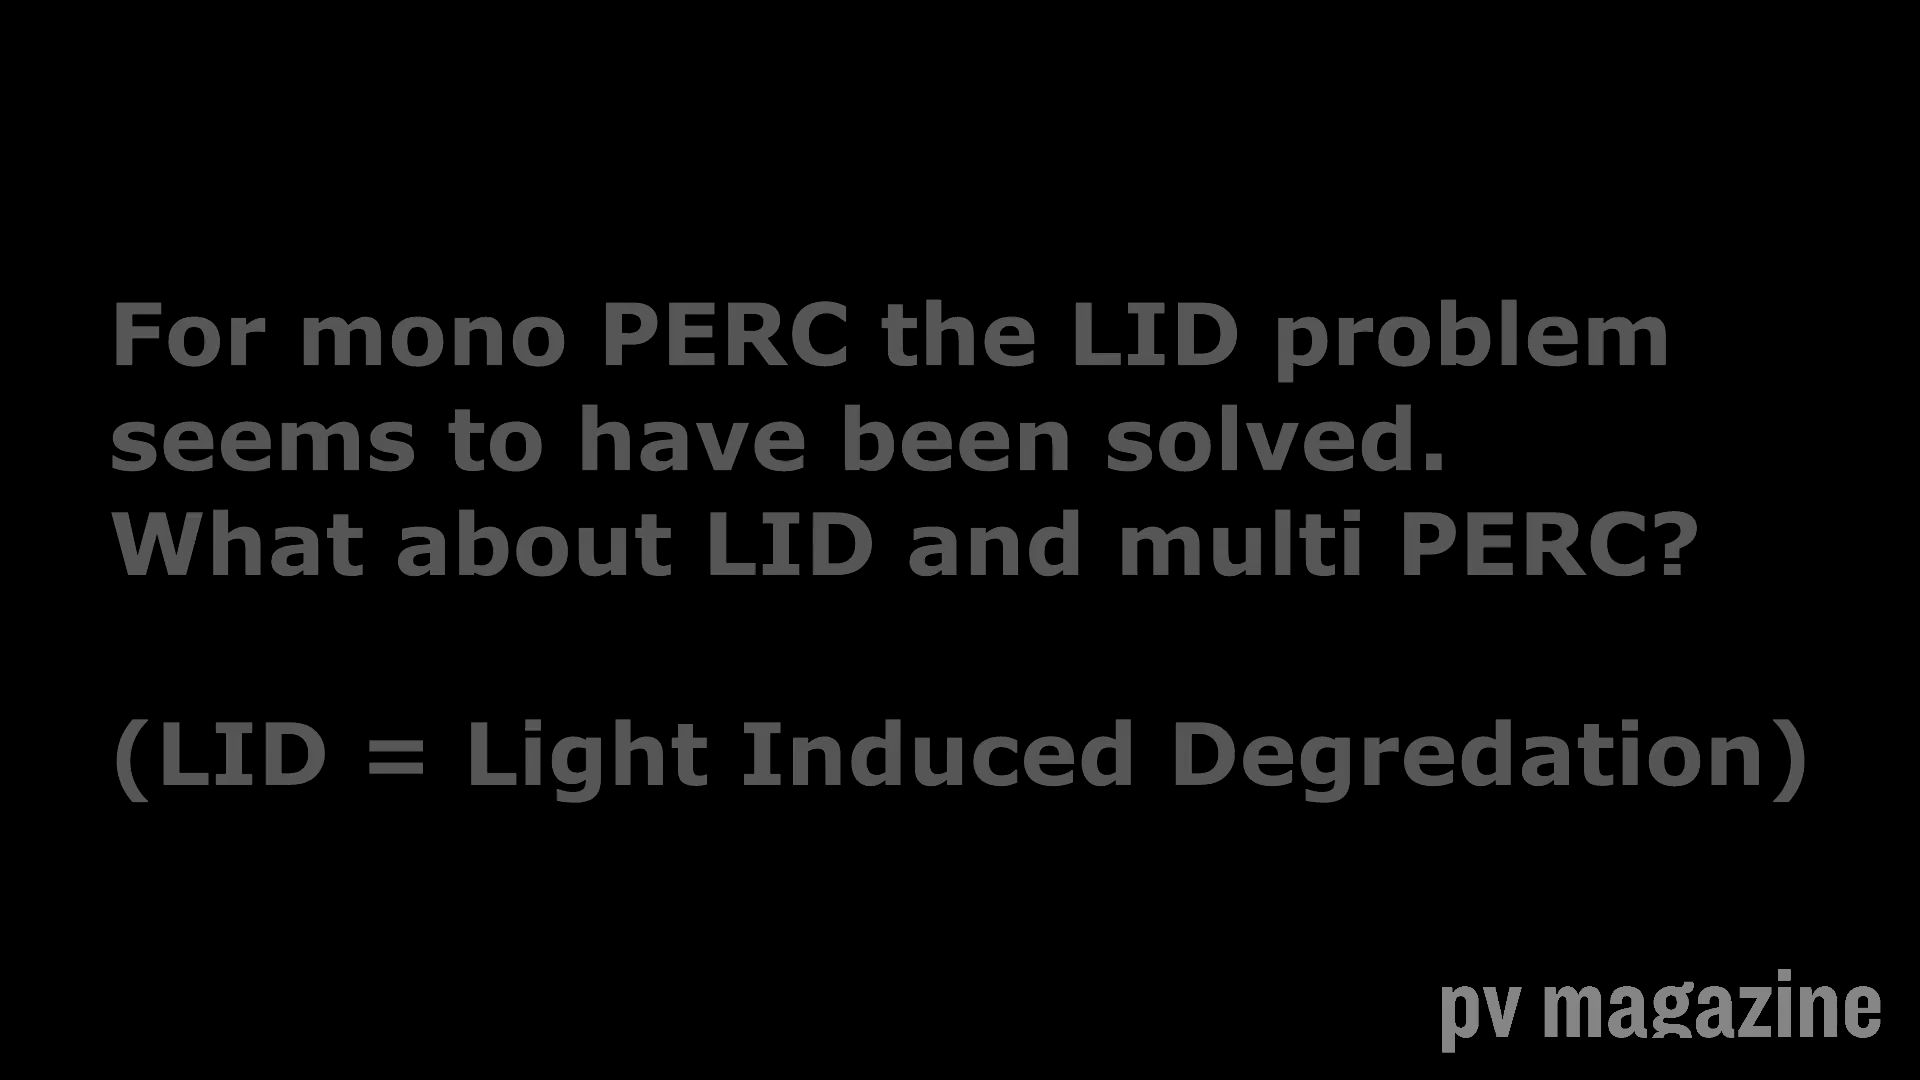 For mono PERC the LID problem
seems to have been solved.
What about LID and multi PERC?
(LID = Light Induced Degredation)
pv magazine